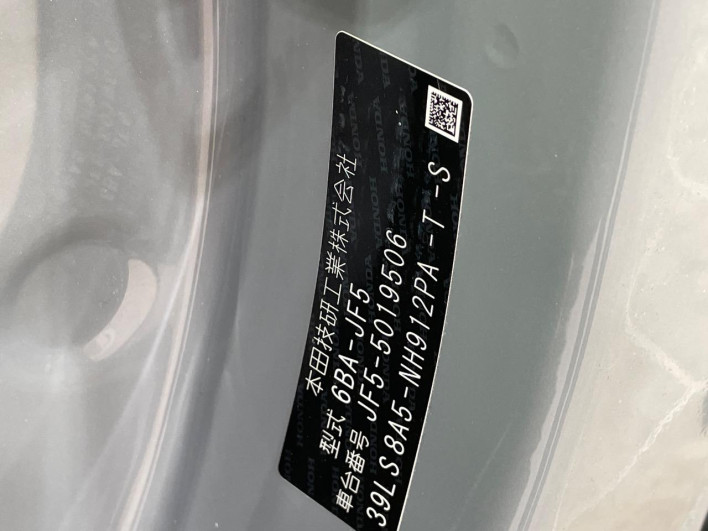 本田技研工業株式会社
型式 6BA-JF5
車台番号 JF5-5019506
39LS8A5-NH912PA-T -S